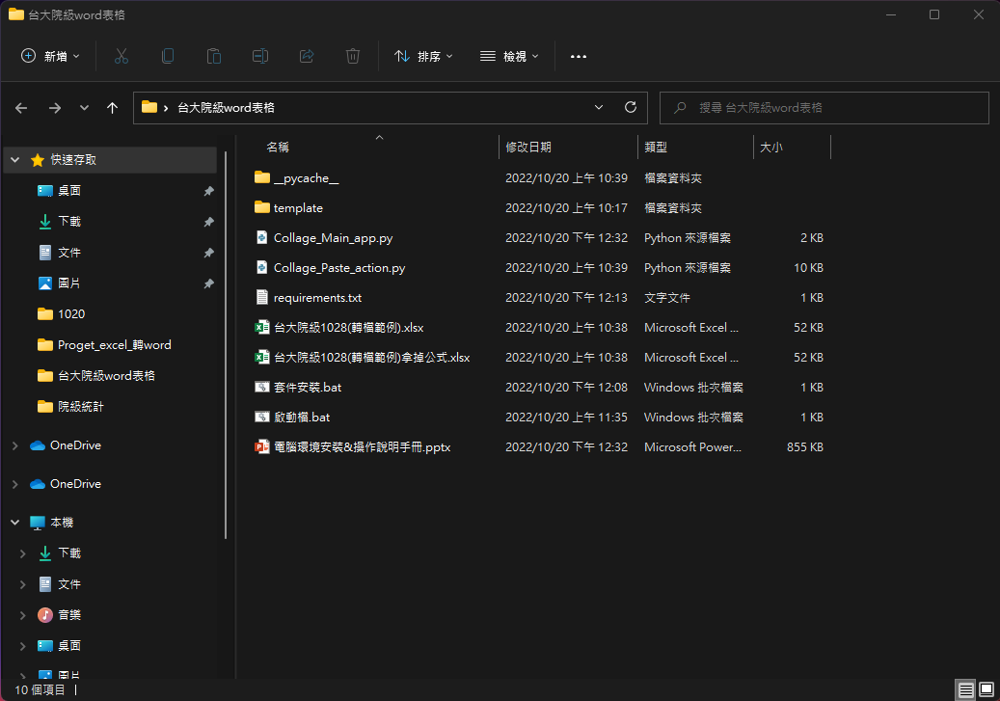 台大院級word表格
新增
排序
檢視
台大院級word表格
搜尋 台大院級word表格
快速存取
桌面
下載
文件
圖片
1020
Proget_excel_轉word
台大院級word表格
院級統計
OneDrive
OneDrive
本機
下載
文件
音樂
桌面
圖片
名稱 修改日期 類型 大小
__pycache__ 2022/10/20 上午 10:39 檔案資料夾
template 2022/10/20 上午 10:17 檔案資料夾
Collage_Main_app.py 2022/10/20 下午 12:32 Python 來源檔案 2 KB
Collage_Paste_action.py 2022/10/20 上午 10:39 Python 來源檔案 10 KB
requirements.txt 2022/10/20 下午 12:13 文字文件 1 KB
台大院級1028(轉檔範例).xlsx 2022/10/20 上午 10:38 Microsoft Excel ... 52 KB
台大院級1028(轉檔範例)拿掉公式.xlsx 2022/10/20 上午 10:38 Microsoft Excel ... 52 KB
套件安裝.bat 2022/10/20 下午 12:08 Windows 批次檔案 1 KB
啟動檔.bat 2022/10/20 上午 11:35 Windows 批次檔案 1 KB
電腦環境安裝&操作說明手冊.pptx 2022/10/20 下午 12:32 Microsoft Power... 855 KB
10 個項目